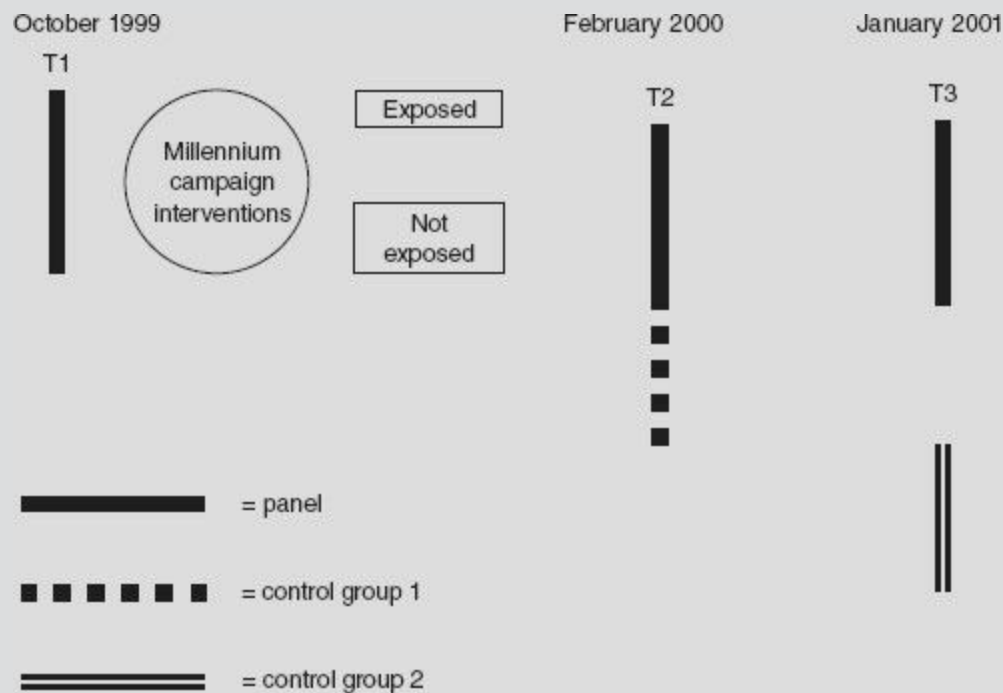 October 1999
February 2000
January 2001
T1
T2
T3
Millennium
campaign
interventions
Exposed
Not
exposed
= panel
= control group 1
= control group 2